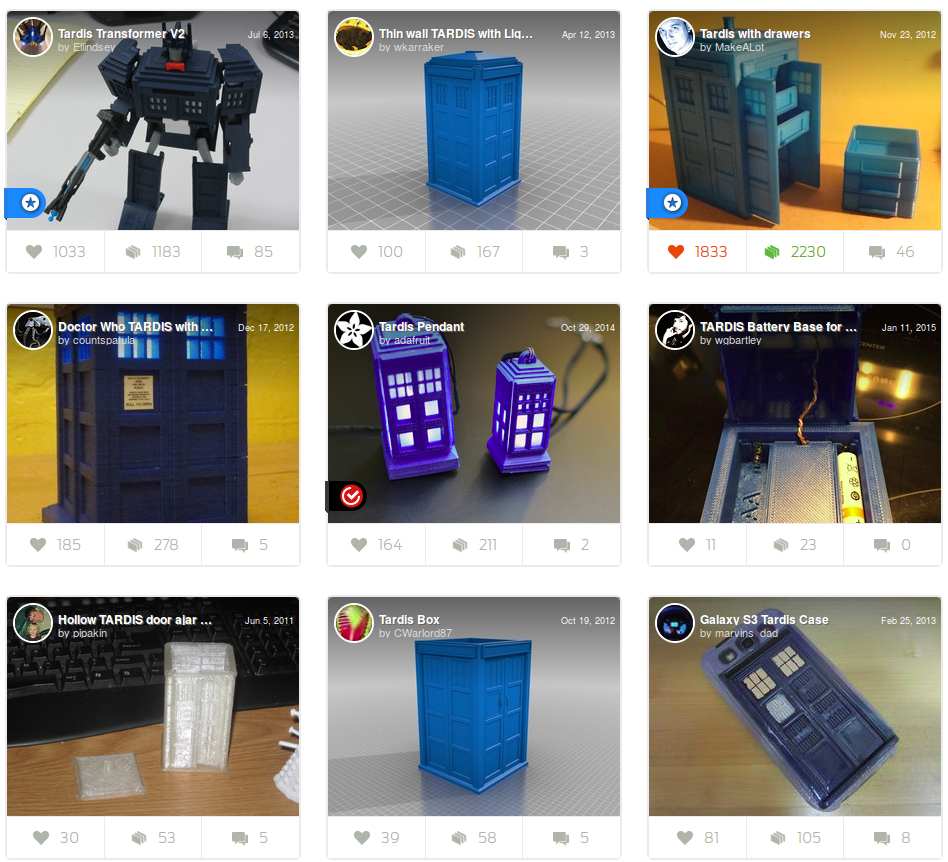 Tardis Transformer V2 Jul 6, 2013
by Ellindsey
1033 1183 85
Thin wall TARDIS with Liq... Apr 12, 2013
by wkarraker
100 167 3
Tardis with drawers Nov 23, 2012
by MakeALot
1833 2230 46
Doctor Who TARDIS with ... Dec 17, 2012
by countspatula
185 278 5
Tardis Pendant Oct 29, 2014
by adafruit
164 211 2
TARDIS Battery Base for ... Jan 11, 2015
by wgbartley
11 23 0
Hollow TARDIS door ajar ... Jun 5, 2011
by plpakin
30 53 5
Tardis Box Oct 19, 2012
by CWarlord87
39 58 5
Galaxy S3 Tardis Case Feb 25, 2013
by marvins_dad
81 105 8